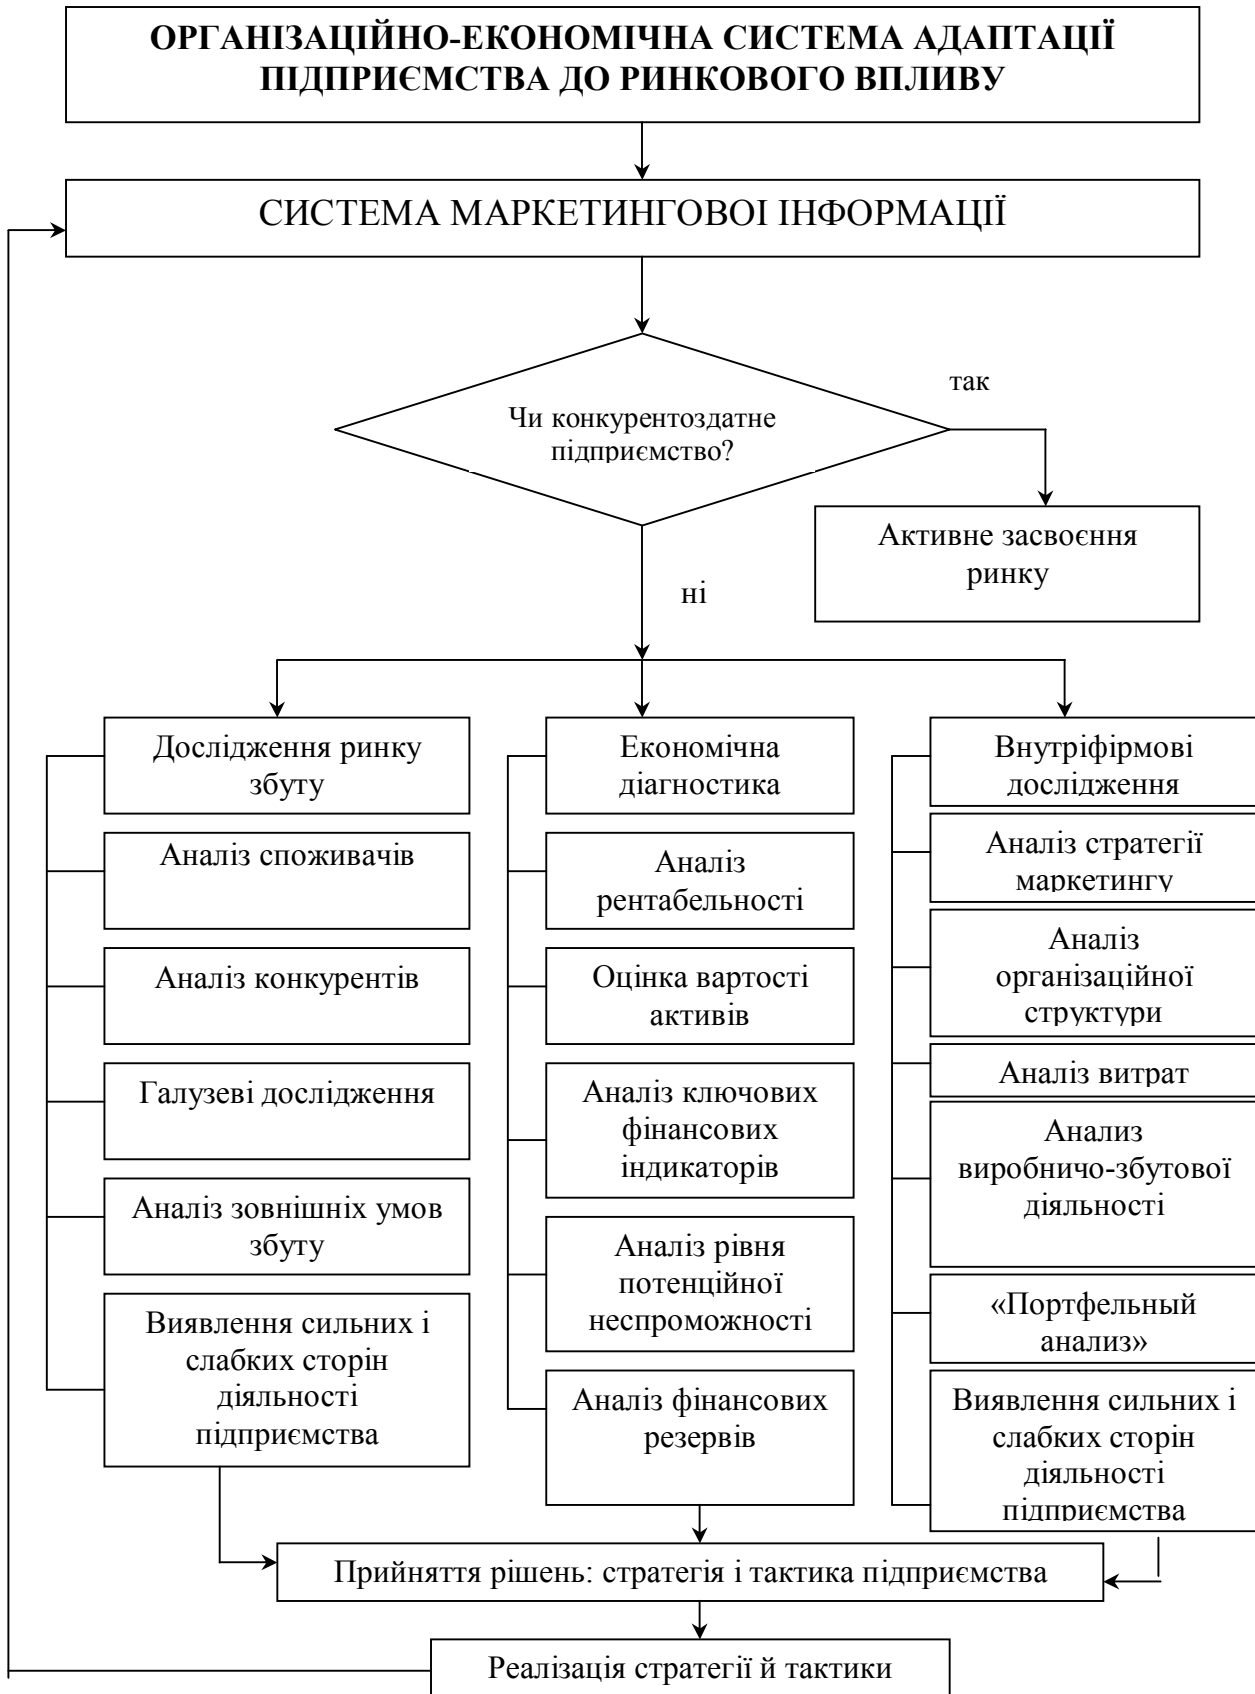 ОРГАНІЗАЦІЙНО-ЕКОНОМІЧНА СИСТЕМА АДАПТАЦІЇ
ПІДПРИЄМСТВА ДО РИНКОВОГО ВПЛИВУ
СИСТЕМА МАРКЕТИНГОВОІ ІНФОРМАЦІЇ
так
Чи конкурентоздатне
підприємство?
Активне засвоєння
ринку
ні
Дослідження ринку
збуту
Аналіз споживачів
Аналіз конкурентів
Галузеві дослідження
Аналіз зовнішніх умов
збуту
Виявлення сильних і
слабких сторін
діяльності
підприємства
Економічна
діагностика
Аналіз
рентабельності
Оцінка вартості
активів
Аналіз ключових
фінансових
індикаторів
Аналіз рівня
потенційної
неспроможності
Аналіз фінансових
резервів
Внутріфірмові
дослідження
Аналіз стратегії
маркетингу
Аналіз
організаційної
структури
Аналіз витрат
Анализ
виробничо-збутової
діяльності
«Портфельный
анализ»
Виявлення сильних і
слабких сторін
діяльності
підприємства
Прийняття рішень: стратегія і тактика підприємства
Реалізація стратегії й тактики